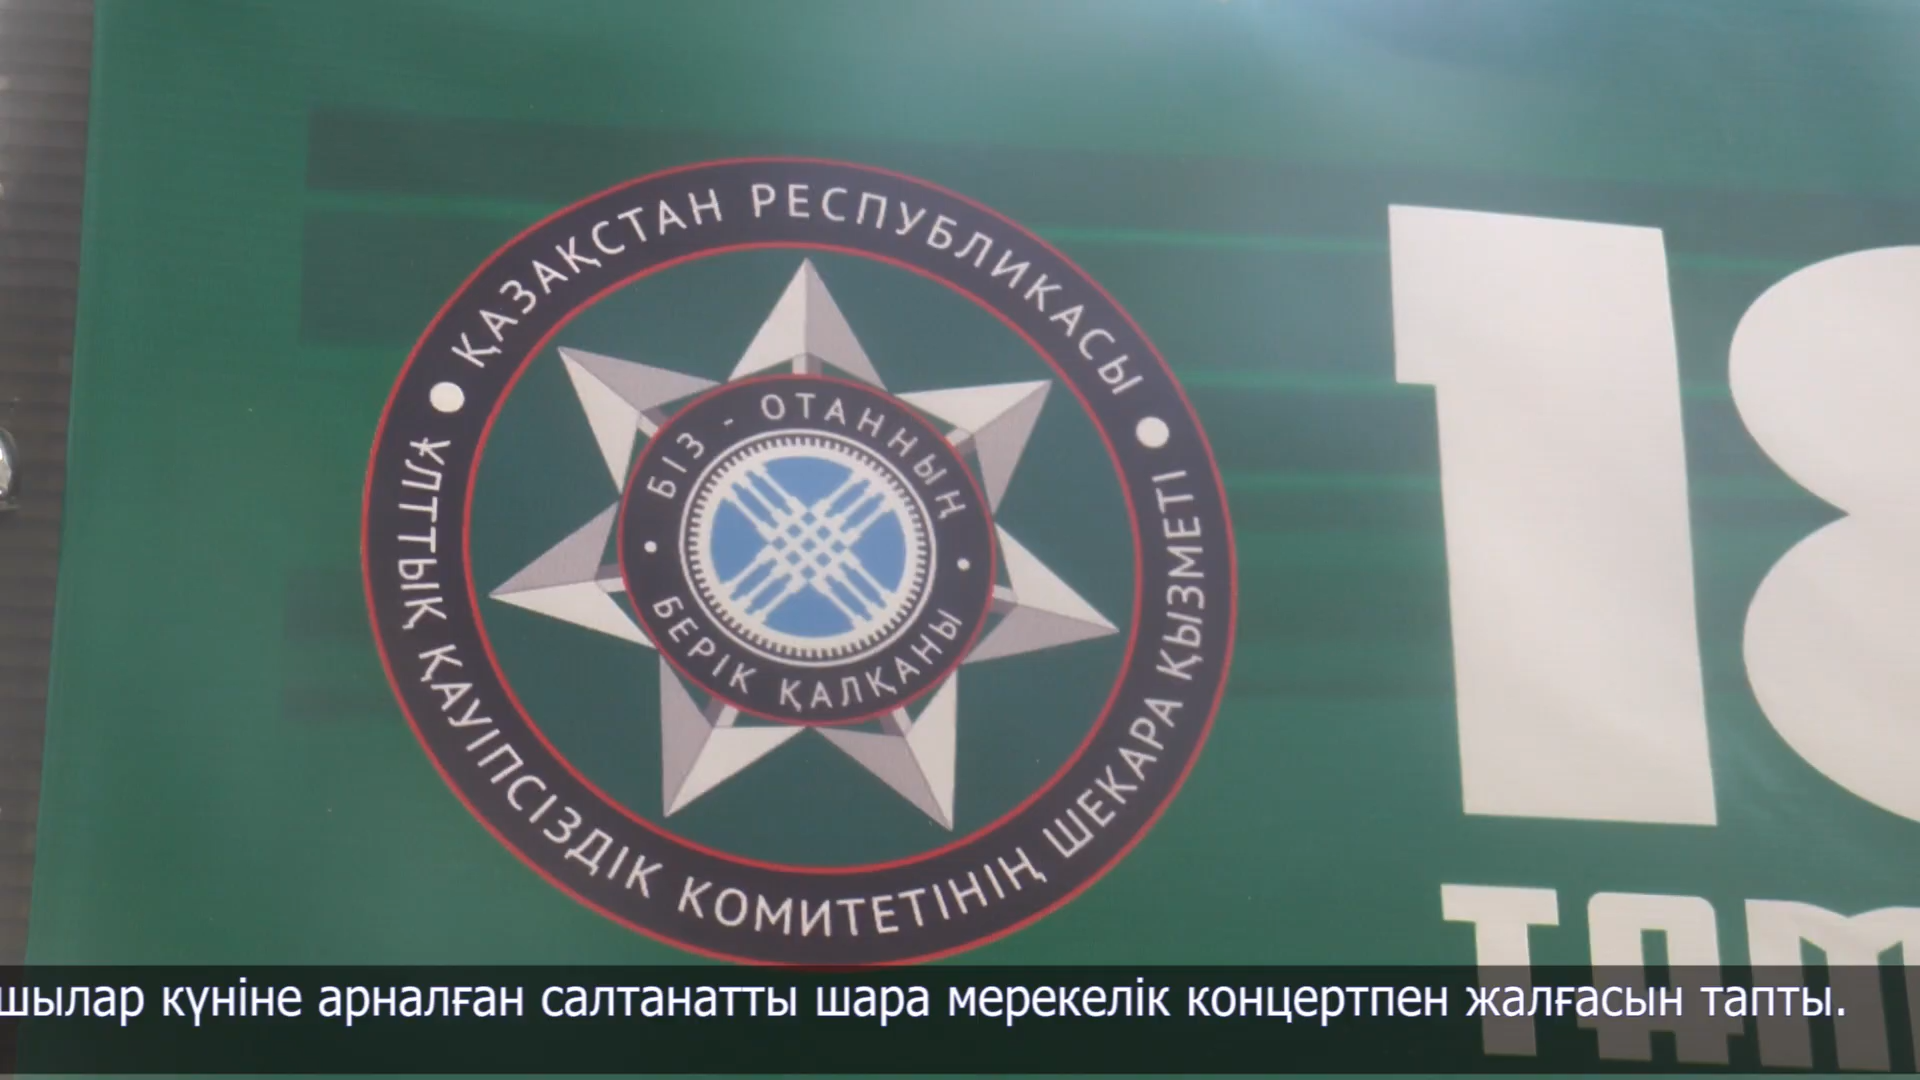 ҚАЗАҚСТАН РЕСПУБЛИКАСЫ
ҰЛТТЫҚ ҚАУІПСІЗДІК КОМИТЕТІНІҢ ШЕКАРА ҚЫЗМЕТІ
БІЗ - ОТАННЫҢ
БЕРІК ҚАЛҚАНЫ
18
шылар күніне арналған салтанатты шара мерекелік концертпен жалғасын тапты.